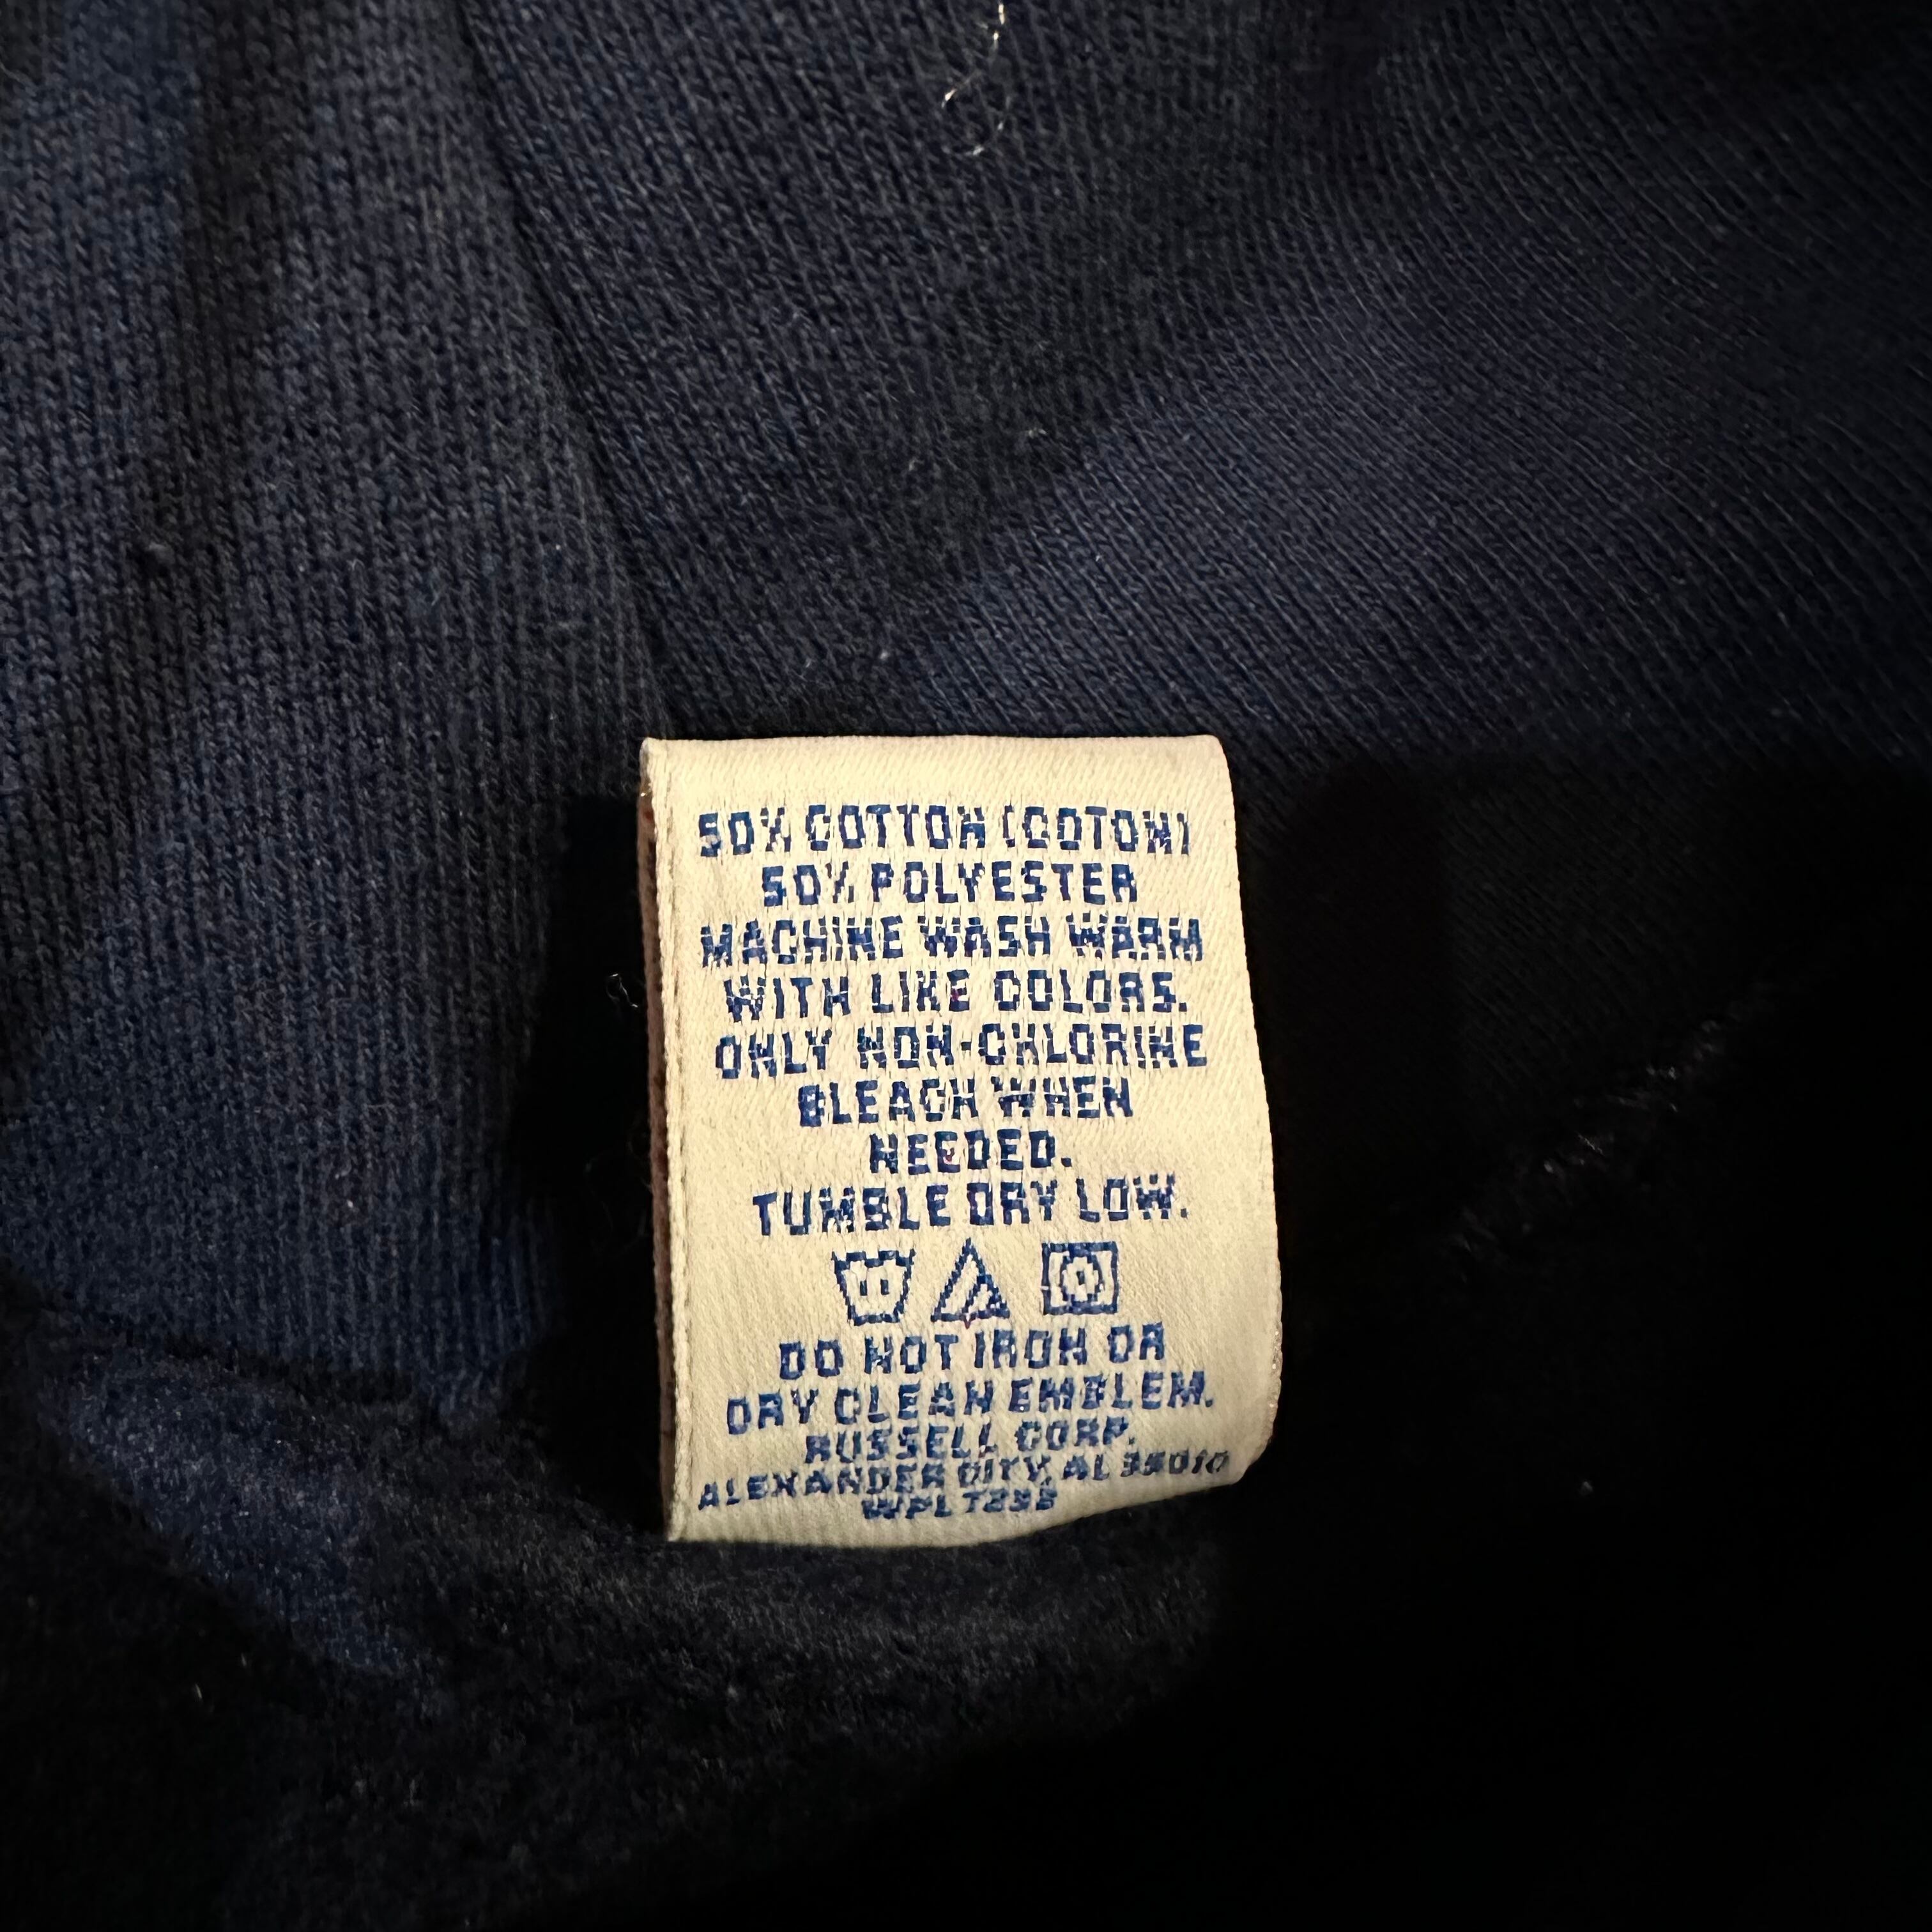 50% COTTON (COTON)
50% POLYESTER
MACHINE WASH WARM
WITH LIKE COLORS.
ONLY NON-CHLORINE
BLEACH WHEN
NEEDED.
TUMBLE DRY LOW.
DO NOT IRON OR
DRY CLEAN EMBLEM.
RUSSELL CORP.
ALEXANDER CITY, AL 35010
WPL 7233